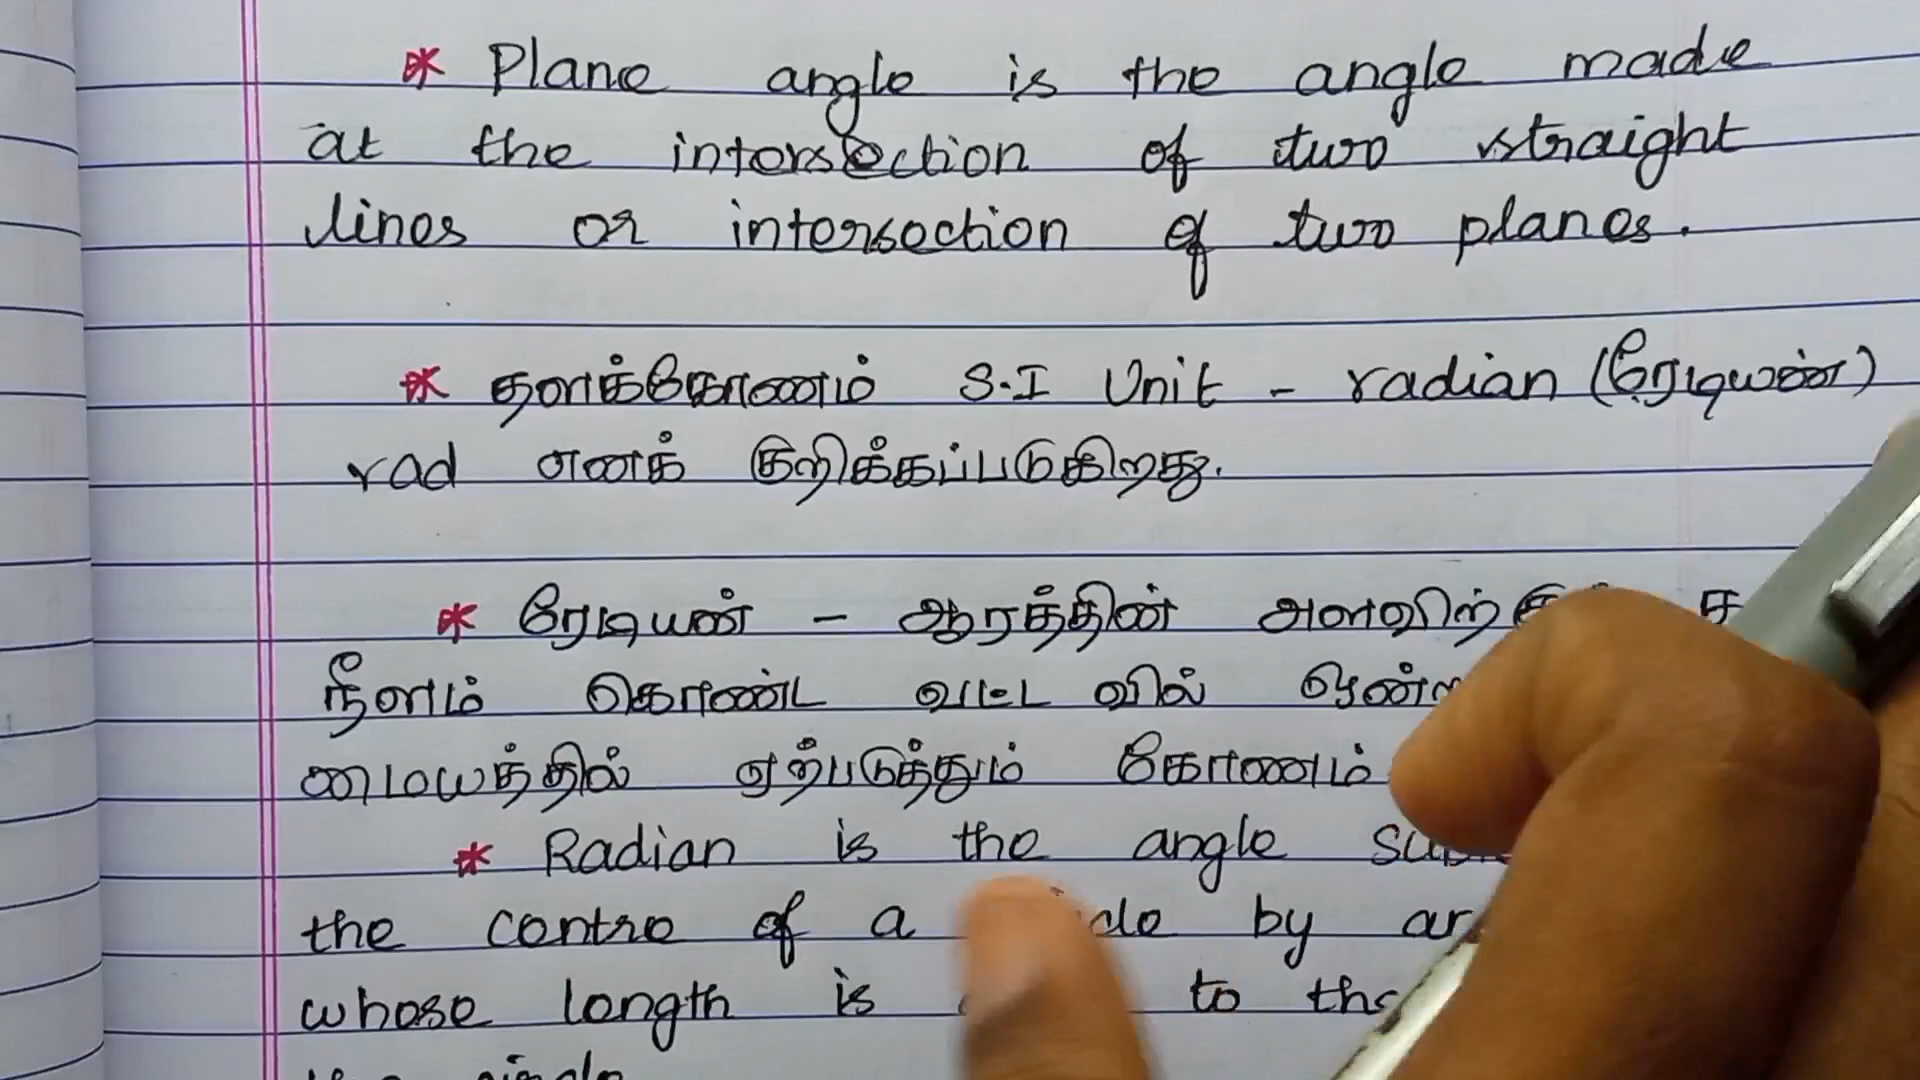 * Plane angle is the angle made
at the intersection of two straight
lines or intersection of two planes.
* தளக்கோணம் S.I Unit - radian (ரேடியன்)
rad எனக் குறிக்கப்படுகிறது.
* ரேடியன் - ஆரத்தின்
நீளம் கொண்ட வட்ட வில்
மையத்தில் ஏற்படுத்தும் கோணம்
* Radian is the angle
the centre of a by
whose length is to